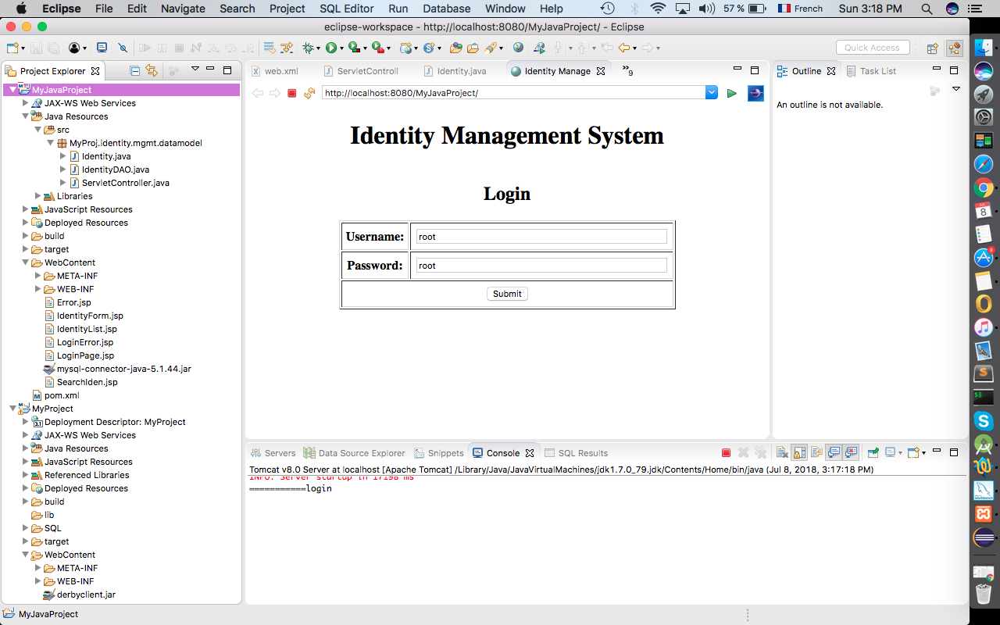 Eclipse File Edit Navigate Search Project SQL Editor Run Database Window Help 57 % French Sun 3:18 PM
eclipse-workspace - http://localhost:8080/MyJavaProject/ - Eclipse
Quick Access
Project Explorer
MyJavaProject
JAX-WS Web Services
Java Resources
src
MyProj.identity.mgmt.datamodel
Identity.java
IdentityDAO.java
ServletController.java
Libraries
JavaScript Resources
Deployed Resources
build
target
WebContent
META-INF
WEB-INF
Error.jsp
IdentityForm.jsp
IdentityList.jsp
LoginError.jsp
LoginPage.jsp
mysql-connector-java-5.1.44.jar
SearchIden.jsp
pom.xml
MyProject
Deployment Descriptor: MyProject
JAX-WS Web Services
Java Resources
JavaScript Resources
Referenced Libraries
Deployed Resources
build
lib
SQL
target
WebContent
META-INF
WEB-INF
derbyclient.jar
web.xml ServletControll Identity.java Identity Manage »9
http://localhost:8080/MyJavaProject/
Identity Management System
Login
Username: root
Password: root
Submit
Outline Task List
An outline is not available.
Servers Data Source Explorer Snippets Console SQL Results
Tomcat v8.0 Server at localhost [Apache Tomcat] /Library/Java/JavaVirtualMachines/jdk1.7.0_79.jdk/Contents/Home/bin/java (Jul 8, 2018, 3:17:18 PM)
INFO: Server startup in 17198 ms
===========login
MyJavaProject